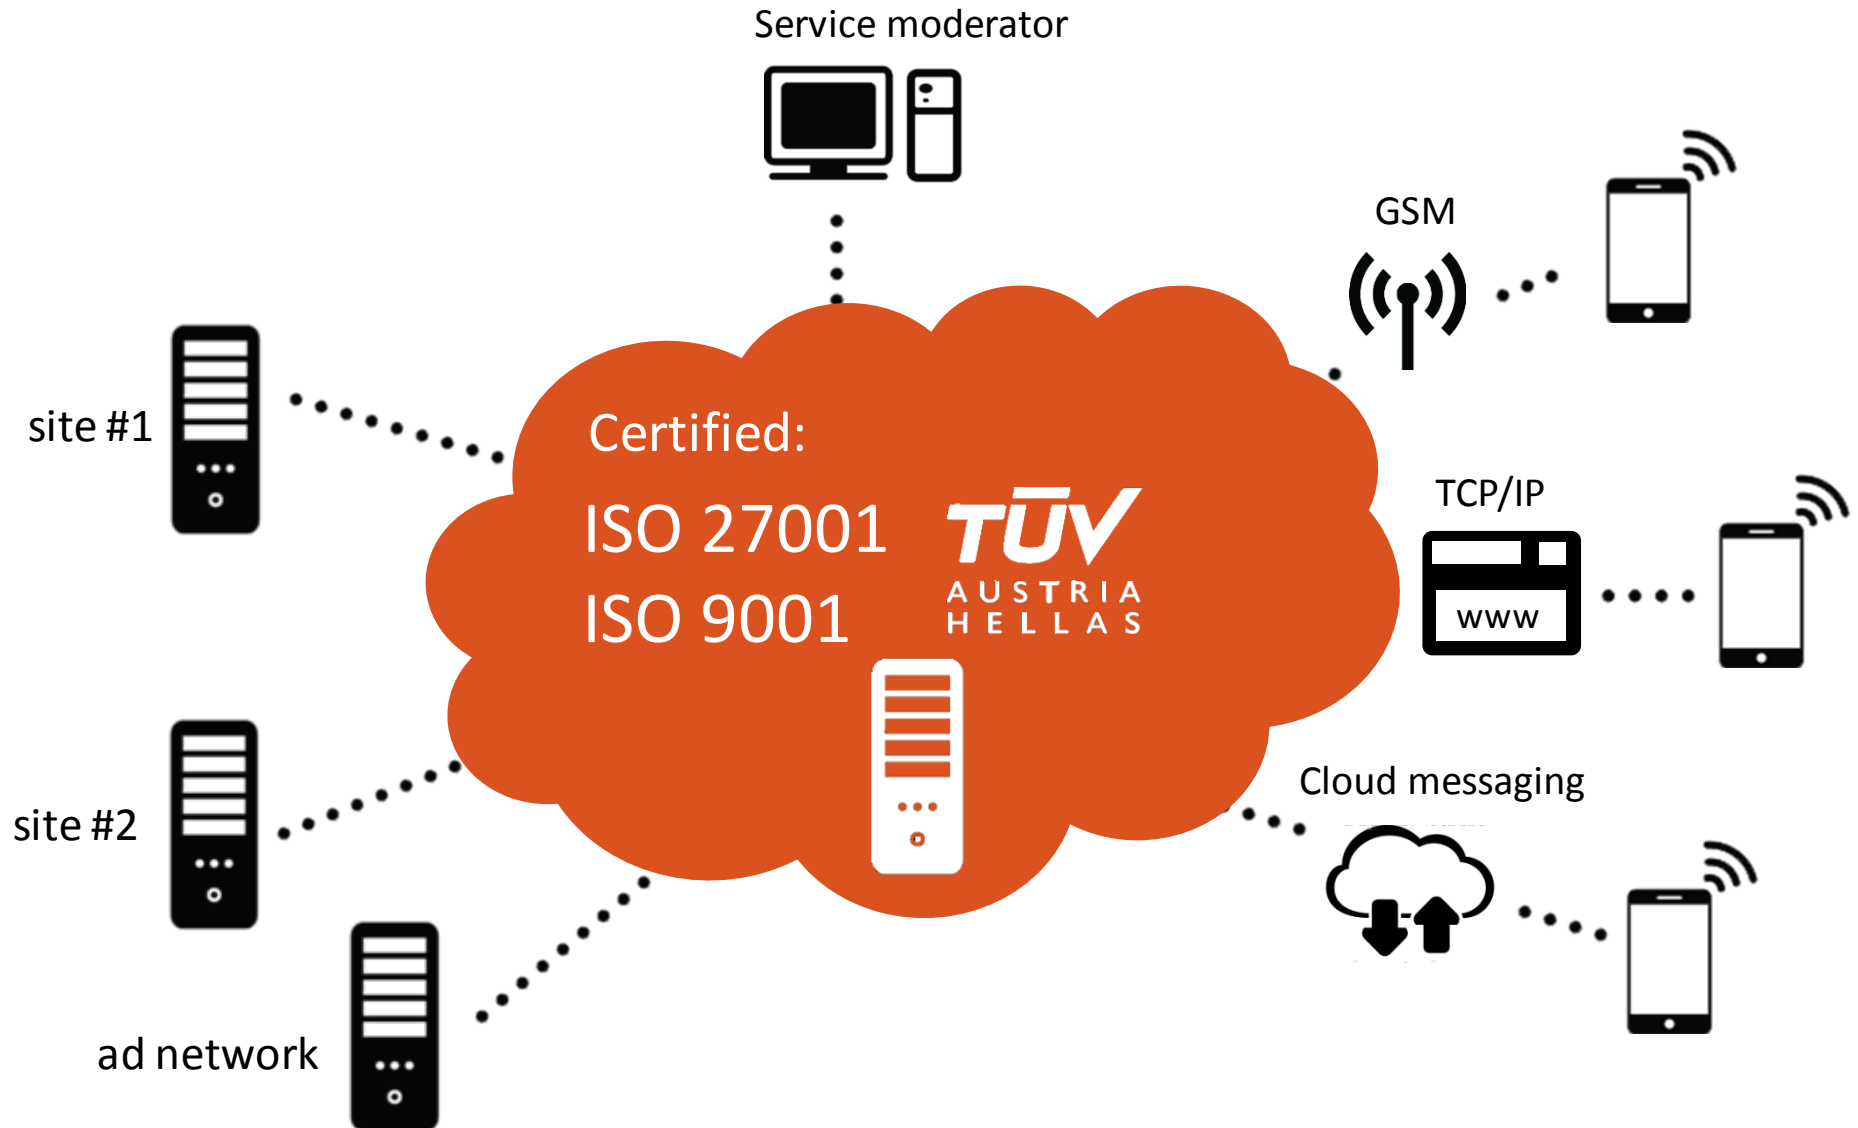 Service moderator
GSM
site #1
Certified:
ISO 27001
ISO 9001
TÜV
AUSTRIA
HELLAS
TCP/IP
www
Cloud messaging
site #2
ad network